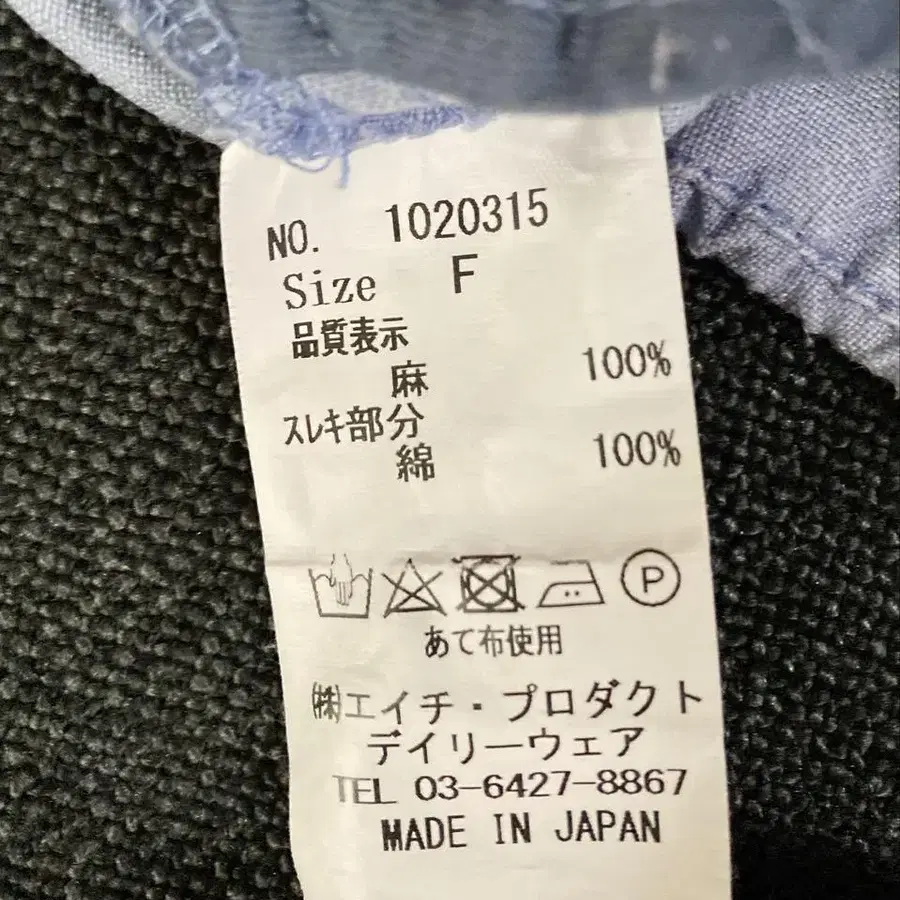 NO. 1020315
Size F
品質表示
麻 100%
スレキ部分
綿 100%
P
あて布使用
㈱エイチ・プロダクト
デイリーウェア
TEL 03-6427-8867
MADE IN JAPAN